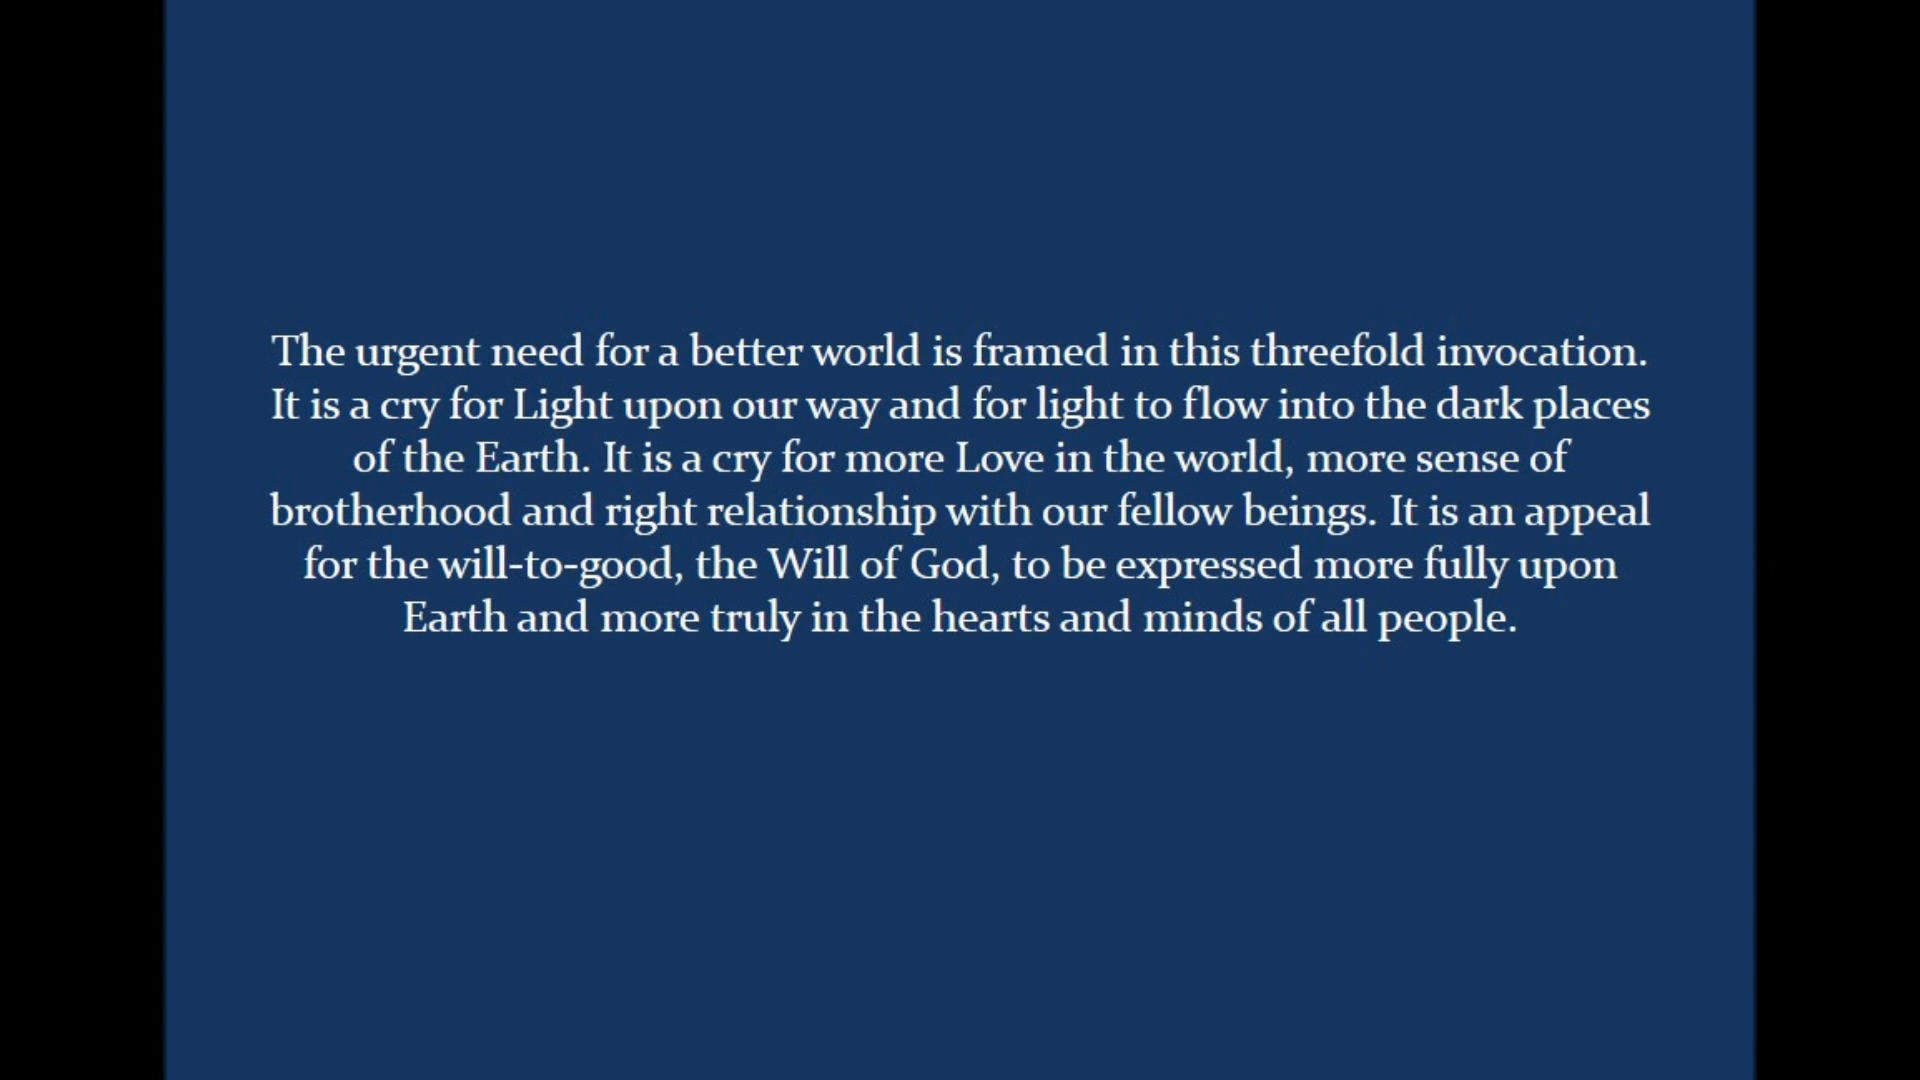 The urgent need for a better world is framed in this threefold invocation.
It is a cry for Light upon our way and for light to flow into the dark places
of the Earth. It is a cry for more Love in the world, more sense of
brotherhood and right relationship with our fellow beings. It is an appeal
for the will-to-good, the Will of God, to be expressed more fully upon
Earth and more truly in the hearts and minds of all people.